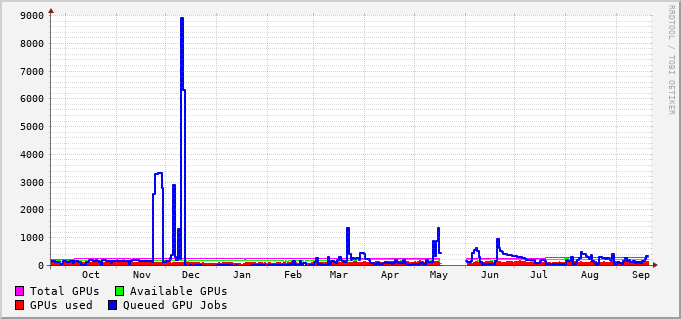 9000
8000
7000
6000
5000
4000
3000
2000
1000
0
Oct Nov Dec Jan Feb Mar Apr May Jun Jul Aug Sep
Total GPUs Available GPUs
GPUs used Queued GPU Jobs
RRDTOOL / TOBI OETIKER